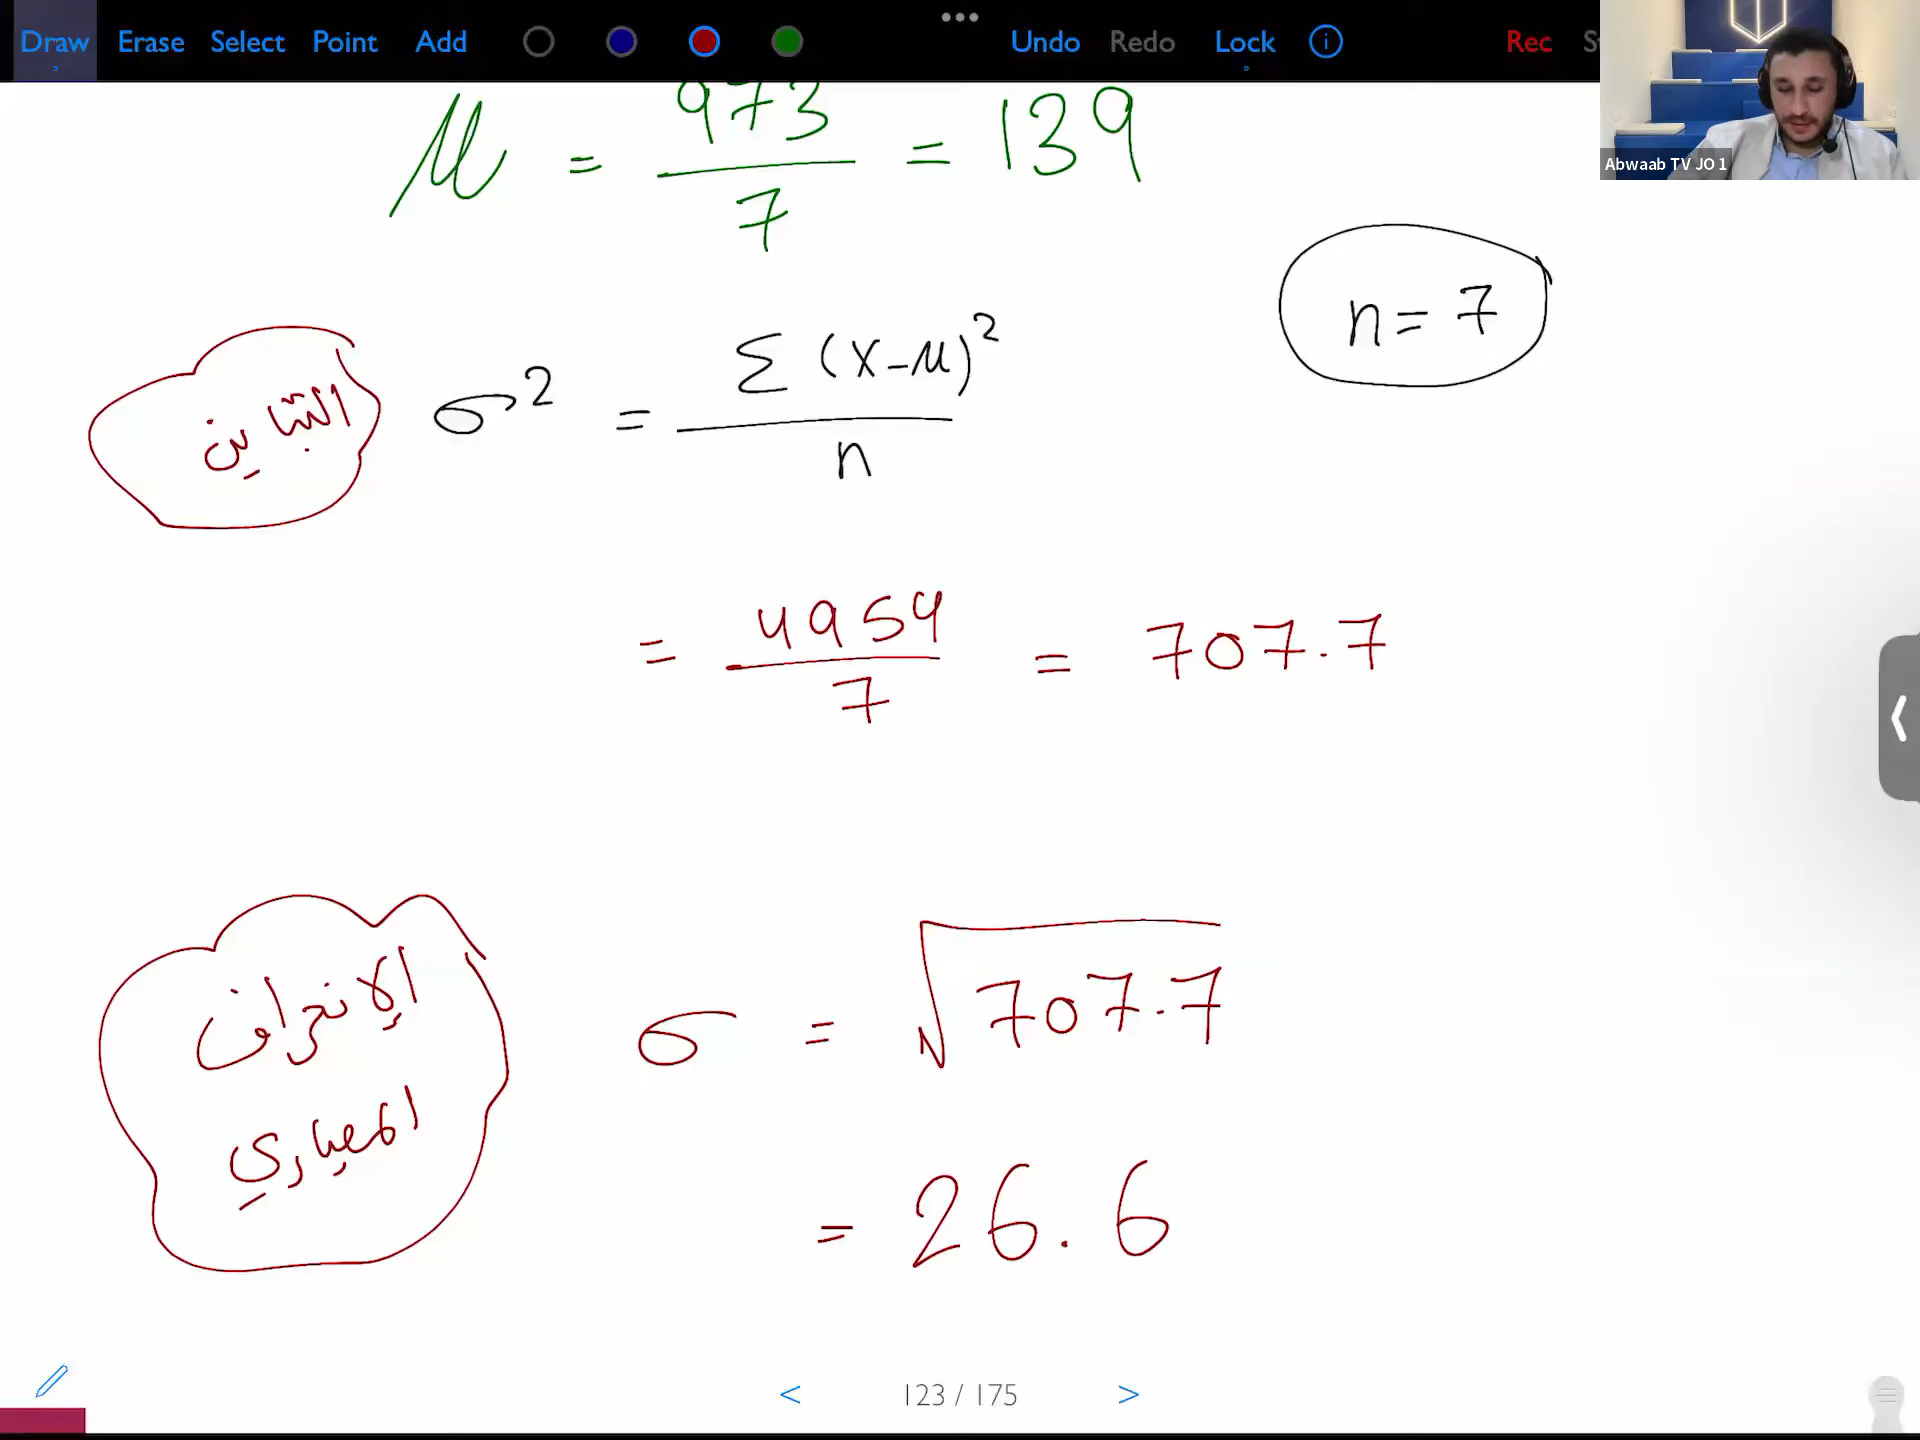 Draw Erase Select Point Add Undo Redo Lock Rec
Abwaab TV JO 1
μ = 973/7 = 139
n = 7
التباين σ² = Σ(x-μ)²/n
= 4954/7 = 707.7
الإنحراف
المعياري
σ = √707.7
= 26.6
< 123 / 175 >